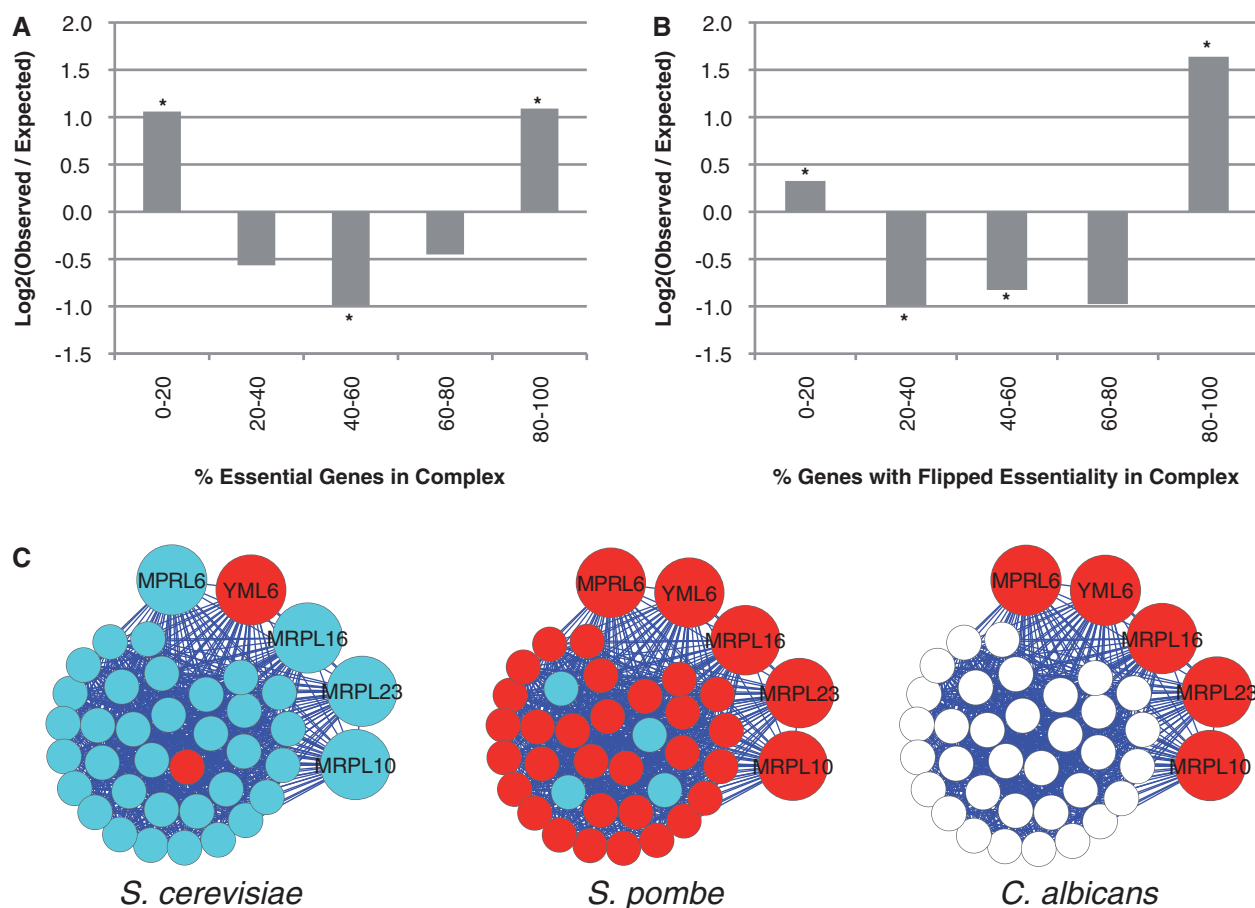 A
Log2(Observed / Expected)
2.0
1.5
1.0
0.5
0.0
-0.5
-1.0
-1.5
*
*
*
0-20
20-40
40-60
60-80
80-100
% Essential Genes in Complex
B
Log2(Observed / Expected)
2.0
1.5
1.0
0.5
0.0
-0.5
-1.0
-1.5
*
*
*
*
0-20
20-40
40-60
60-80
80-100
% Genes with Flipped Essentiality in Complex
C
MPRL6
YML6
MRPL16
MRPL23
MRPL10
S. cerevisiae
MPRL6
YML6
MRPL16
MRPL23
MRPL10
S. pombe
MPRL6
YML6
MRPL16
MRPL23
MRPL10
C. albicans